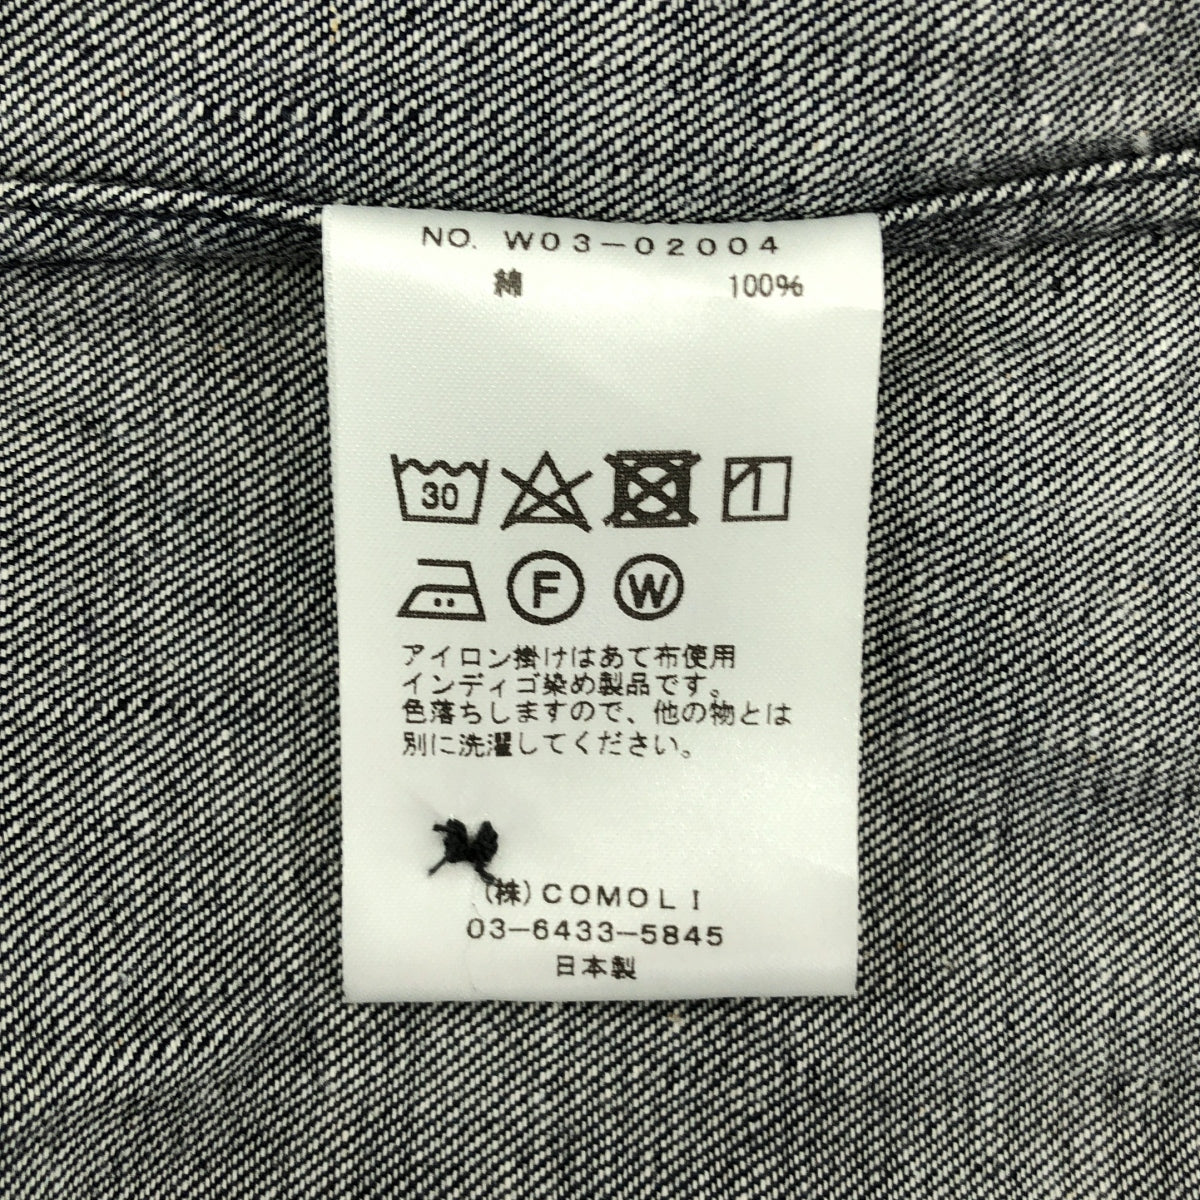 NO. W03-02004
綿 100%
30
F W
アイロン掛けはあて布使用
インディゴ染め製品です。
色落ちしますので、他の物とは
別に洗濯してください。
(株)COMOLI
03-6433-5845
日本製